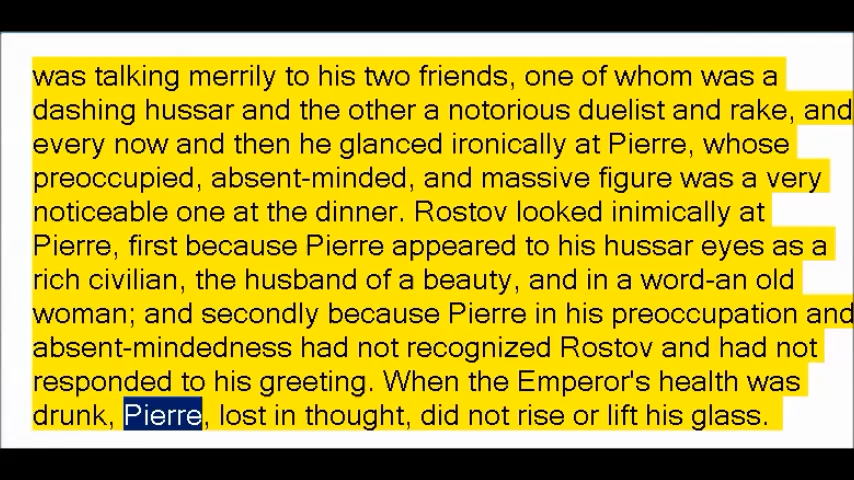 was talking merrily to his two friends, one of whom was a
dashing hussar and the other a notorious duelist and rake, and
every now and then he glanced ironically at Pierre, whose
preoccupied, absent-minded, and massive figure was a very
noticeable one at the dinner. Rostov looked inimically at
Pierre, first because Pierre appeared to his hussar eyes as a
rich civilian, the husband of a beauty, and in a word-an old
woman; and secondly because Pierre in his preoccupation and
absent-mindedness had not recognized Rostov and had not
responded to his greeting. When the Emperor's health was
drunk, Pierre, lost in thought, did not rise or lift his glass.